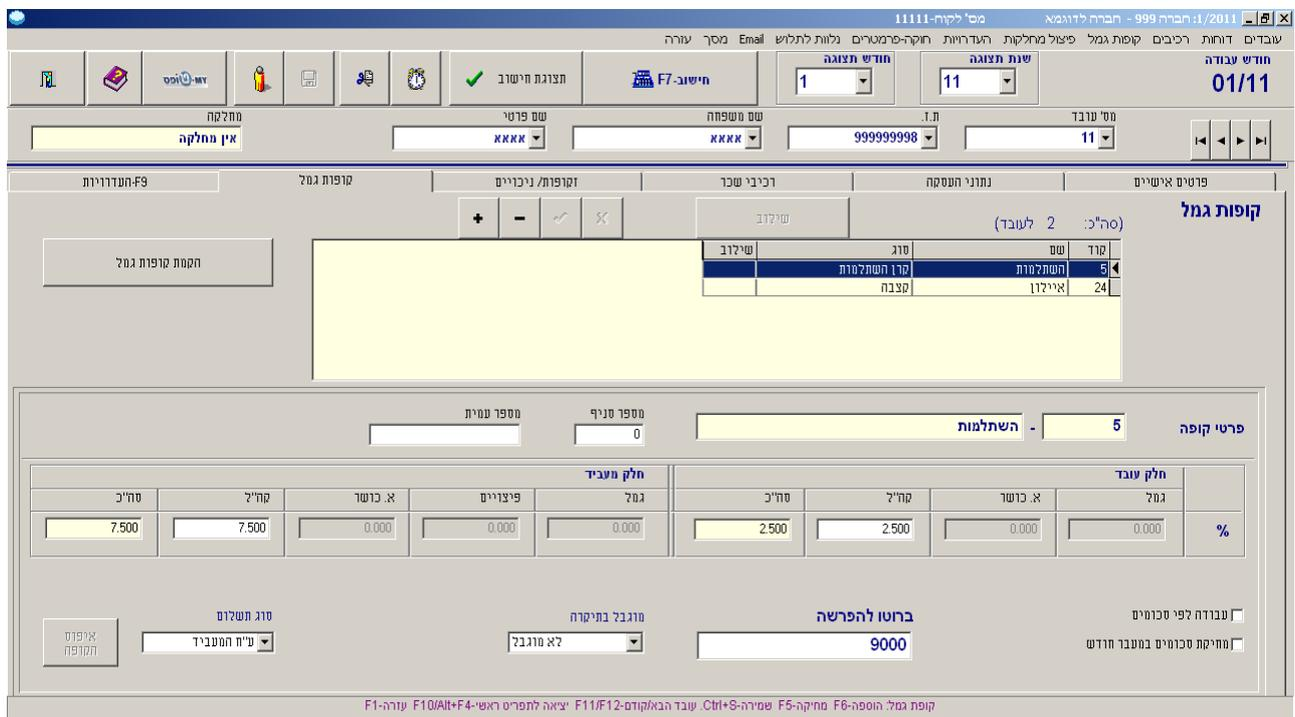 1/2011: חברה 999 - חברה לדוגמא מס' לקוח-11111
עובדים דוחות רכיבים קופות גמל פיצול מחלקות העדרויות חוקה-פרמטרים נלוות לתלוש Email מסך עזרה
חודש עבודה
01/11
שנת תצוגה
11
חודש תצוגה
1
חישוב-F7
תצוגת חישוב
MY-אופס
מס' עובד
11
ת.ז.
999999998
שם משפחה
אאאא
שם פרטי
אאאא
מחלקה
אין מחלקה
פרטים אישיים נתוני העסקה רכיבי שכר זקופות/ ניכויים קופות גמל F9-העדרויות
קופות גמל
(סה"כ: 2 לעובד)
שילוב
הקמת קופות גמל
קוד שם סוג שילוב
5 השתלמות קרן השתלמות
24 איילון קצבה
פרטי קופה 5 - השתלמות
מספר סניף
0
מספר עמית
חלק עובד חלק מעביד
גמל א. כושר קה"ל סה"כ גמל פיצויים א. כושר קה"ל סה"כ
% 0.000 0.000 2.500 2.500 0.000 0.000 0.000 7.500 7.500
עבודה לפי סכומים
מחיקת סכומים במעבר חודש
ברוטו להפרשה
9000
מוגבל בתיקרה
לא מוגבל
סוג תשלום
ע"ח המעביד
איפוס הקופה
קופת גמל: הוספה-F6 מחיקה-F5 שמירה-Ctrl+S. עובד הבא/קודם-F11/F12 יציאה לתפריט ראשי-F10/Alt+F4 עזרה-F1